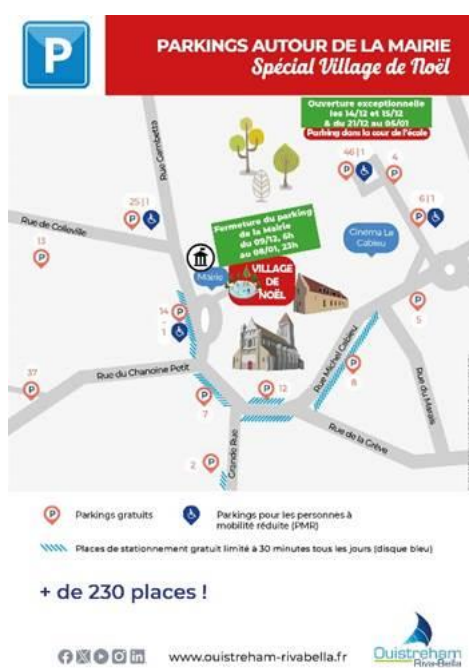 P
PARKINGS AUTOUR DE LA MAIRIE
Spécial Village de Noël
Ouverture exceptionnelle
les 14/12 et 15/12
& du 21/12 au 05/01
Parking dans la cour de l'école
46 | 1
P
4
P
Rue Gambetta
25 | 1
P
6 | 1
P
Rue de Colleville
13
P
Fermeture du parking
de la Mairie
du 09/12, 6h
au 08/01, 23h
Cinéma Le
Cabieu
Mairie
VILLAGE
DE
NOËL
14
P
1
P
5
37
P
Rue du Chanoine Petit
P
7
P 12
Rue Michel Cabieu
P
8
Rue du Marais
2 P
Grande Rue
Rue de la Grève
P Parkings gratuits
Parkings pour les personnes à
mobilité réduite (PMR)
Places de stationnement gratuit limité à 30 minutes tous les jours (disque bleu)
+ de 230 places !
www.ouistreham-rivabella.fr
Ouistreham
Riva-Bella